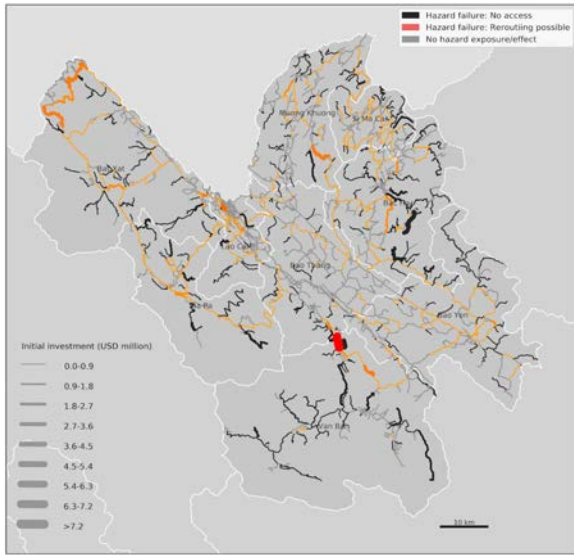 Hazard failure: No access
Hazard failure: Rerouting possible
No hazard exposure/effect
Muong Khuong
Si Ma Cai
Bat Xat
Lao Cai
Bao Thang
Sa Pa
Bao Yen
Van Ban
Initial investment (USD million)
0.0-0.9
0.9-1.8
1.8-2.7
2.7-3.6
3.6-4.5
4.5-5.4
5.4-6.3
6.3-7.2
>7.2
10 km